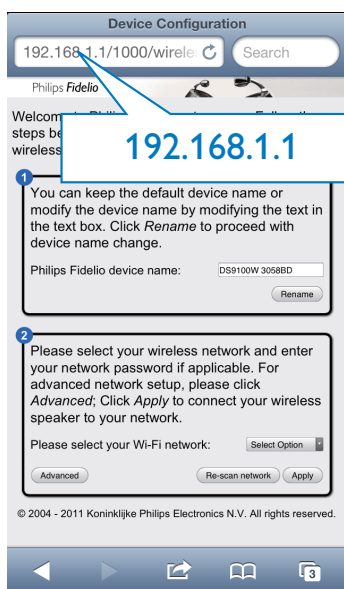 Device Configuration
192.168.1.1/1000/wirele
Search
Philips Fidelio
192.168.1.1
wireless
1
You can keep the default device name or
modify the device name by modifying the text in
the text box. Click Rename to proceed with
device name change.
Philips Fidelio device name:
DS9100W 3058BD
Rename
2
Please select your wireless network and enter
your network password if applicable. For
advanced network setup, please click
Advanced; Click Apply to connect your wireless
speaker to your network.
Please select your Wi-Fi network:
Select Option
Advanced
Re-scan network
Apply
© 2004 - 2011 Koninklijke Philips Electronics N.V. All rights reserved.
3